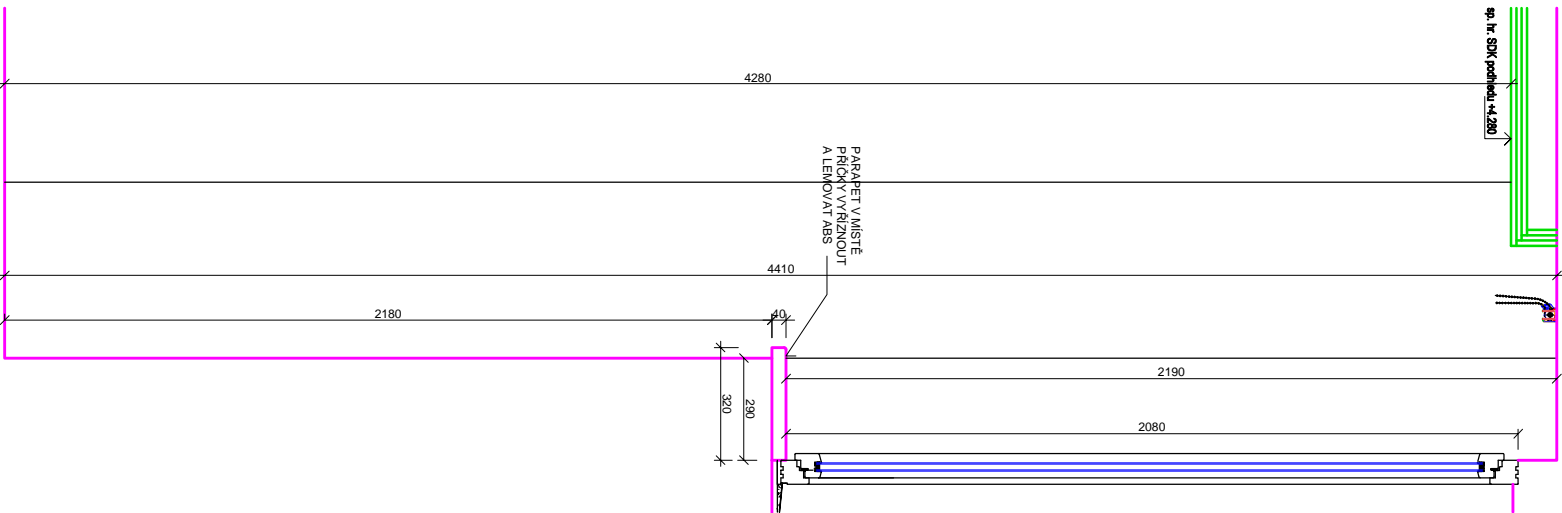 sp. hr. SDK podhledu +4.280
4280
PARAPET V MÍSTĚ
PŘÍČKY VYŘÍZNOUT
A LEMOVAT ABS
4410
2180
40
2190
320
290
2080